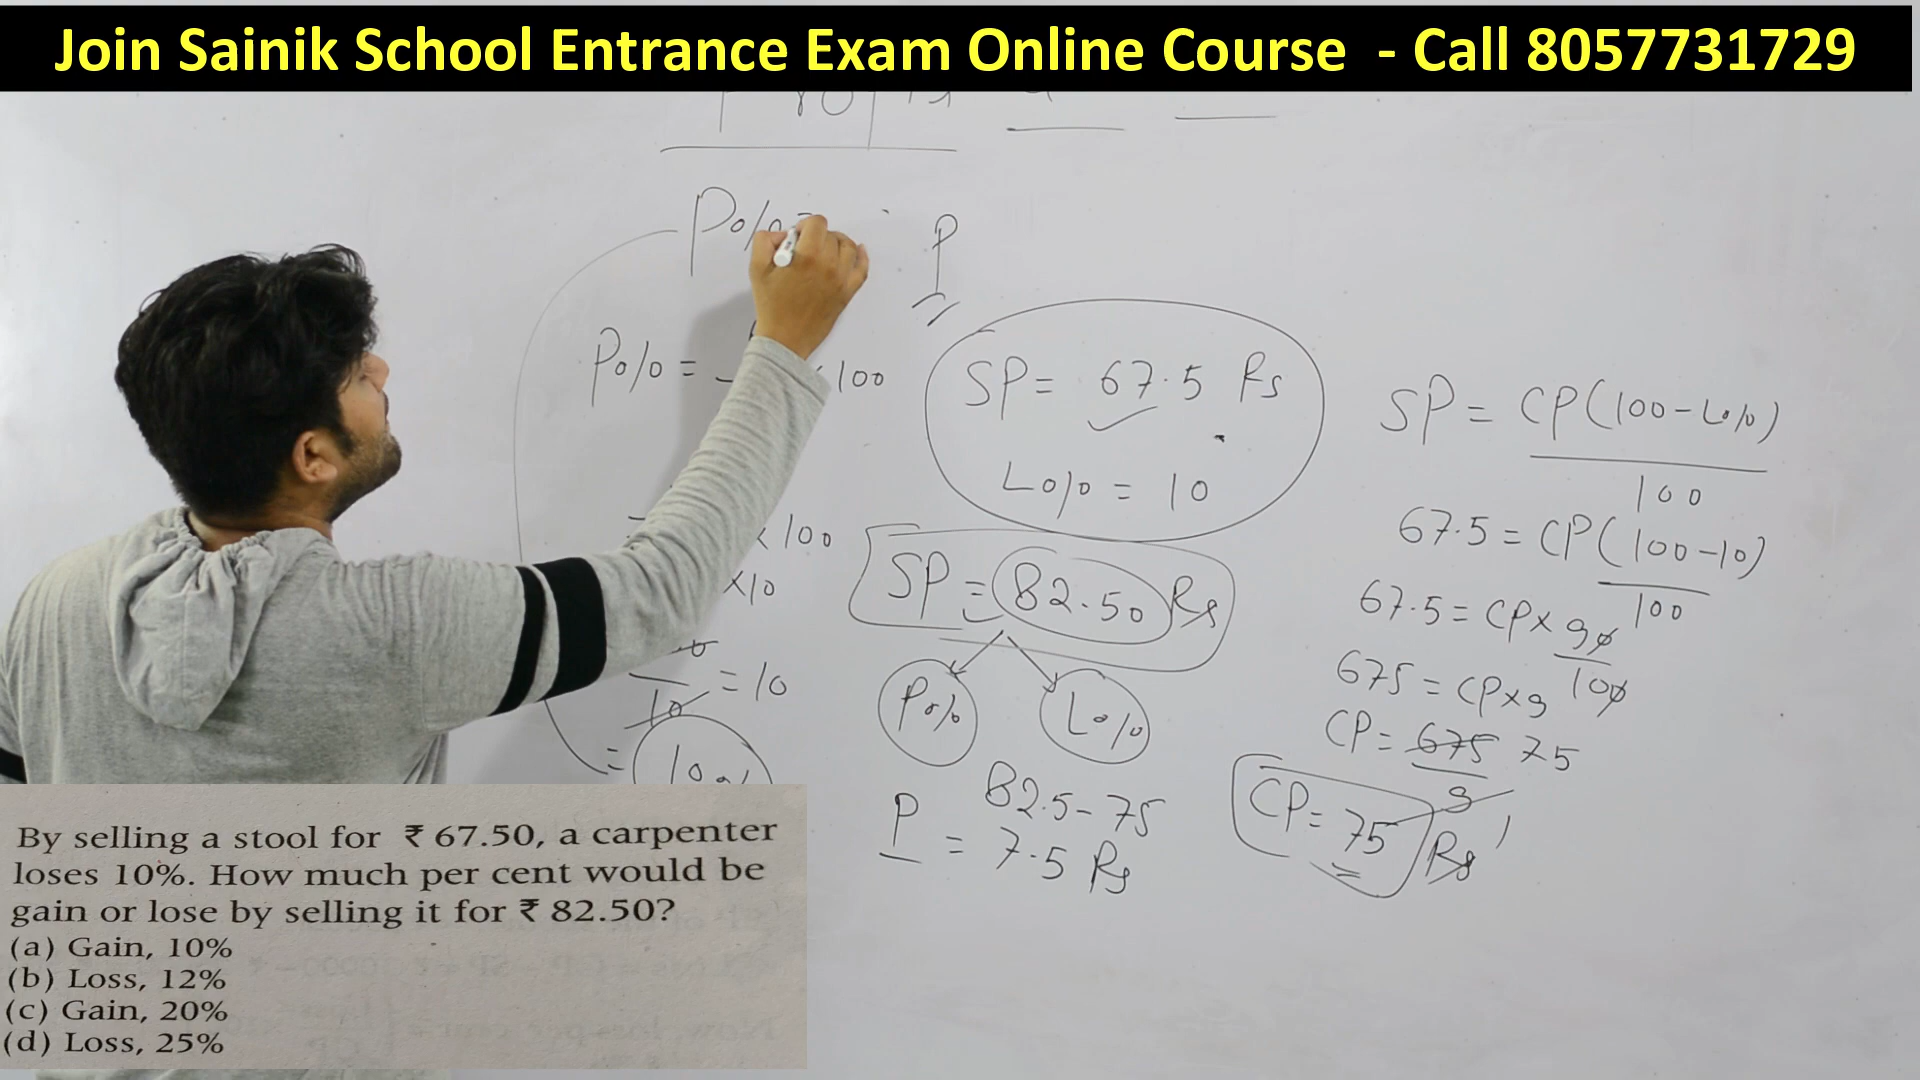 Join Sainik School Entrance Exam Online Course - Call 8057731729
P%=
P
P% = × 100
SP = 67.5 Rs
L% = 10
SP = CP(100-L%)
100
67.5 = CP(100-10)
100
× 100
×10
SP = 82.50 Rs
67.5 = CP× 90
100
10 = 10
= 10%
P% L%
675 = CP×9
CP = 675 75
9
P = 82.5-75
= 7.5 Rs
CP = 75 Rs
By selling a stool for ₹ 67.50, a carpenter
loses 10%. How much per cent would be
gain or lose by selling it for ₹ 82.50?
(a) Gain, 10%
(b) Loss, 12%
(c) Gain, 20%
(d) Loss, 25%